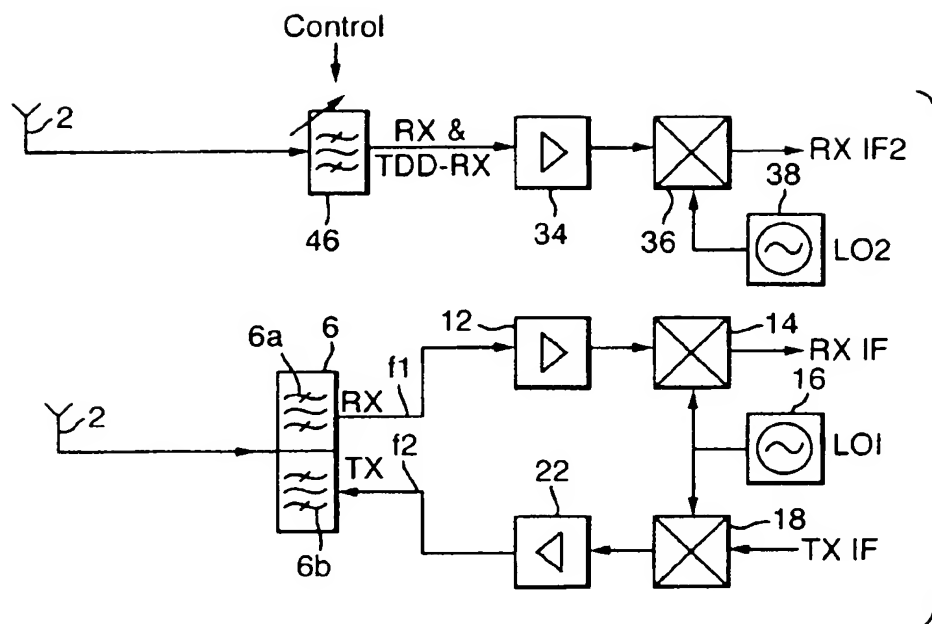 Control
2
RX &
TDD-RX
46
34
36
RX IF2
38
LO2
6a
6
RX
f1
12
14
RX IF
16
LO1
2
TX
f2
22
18
TX IF
6b